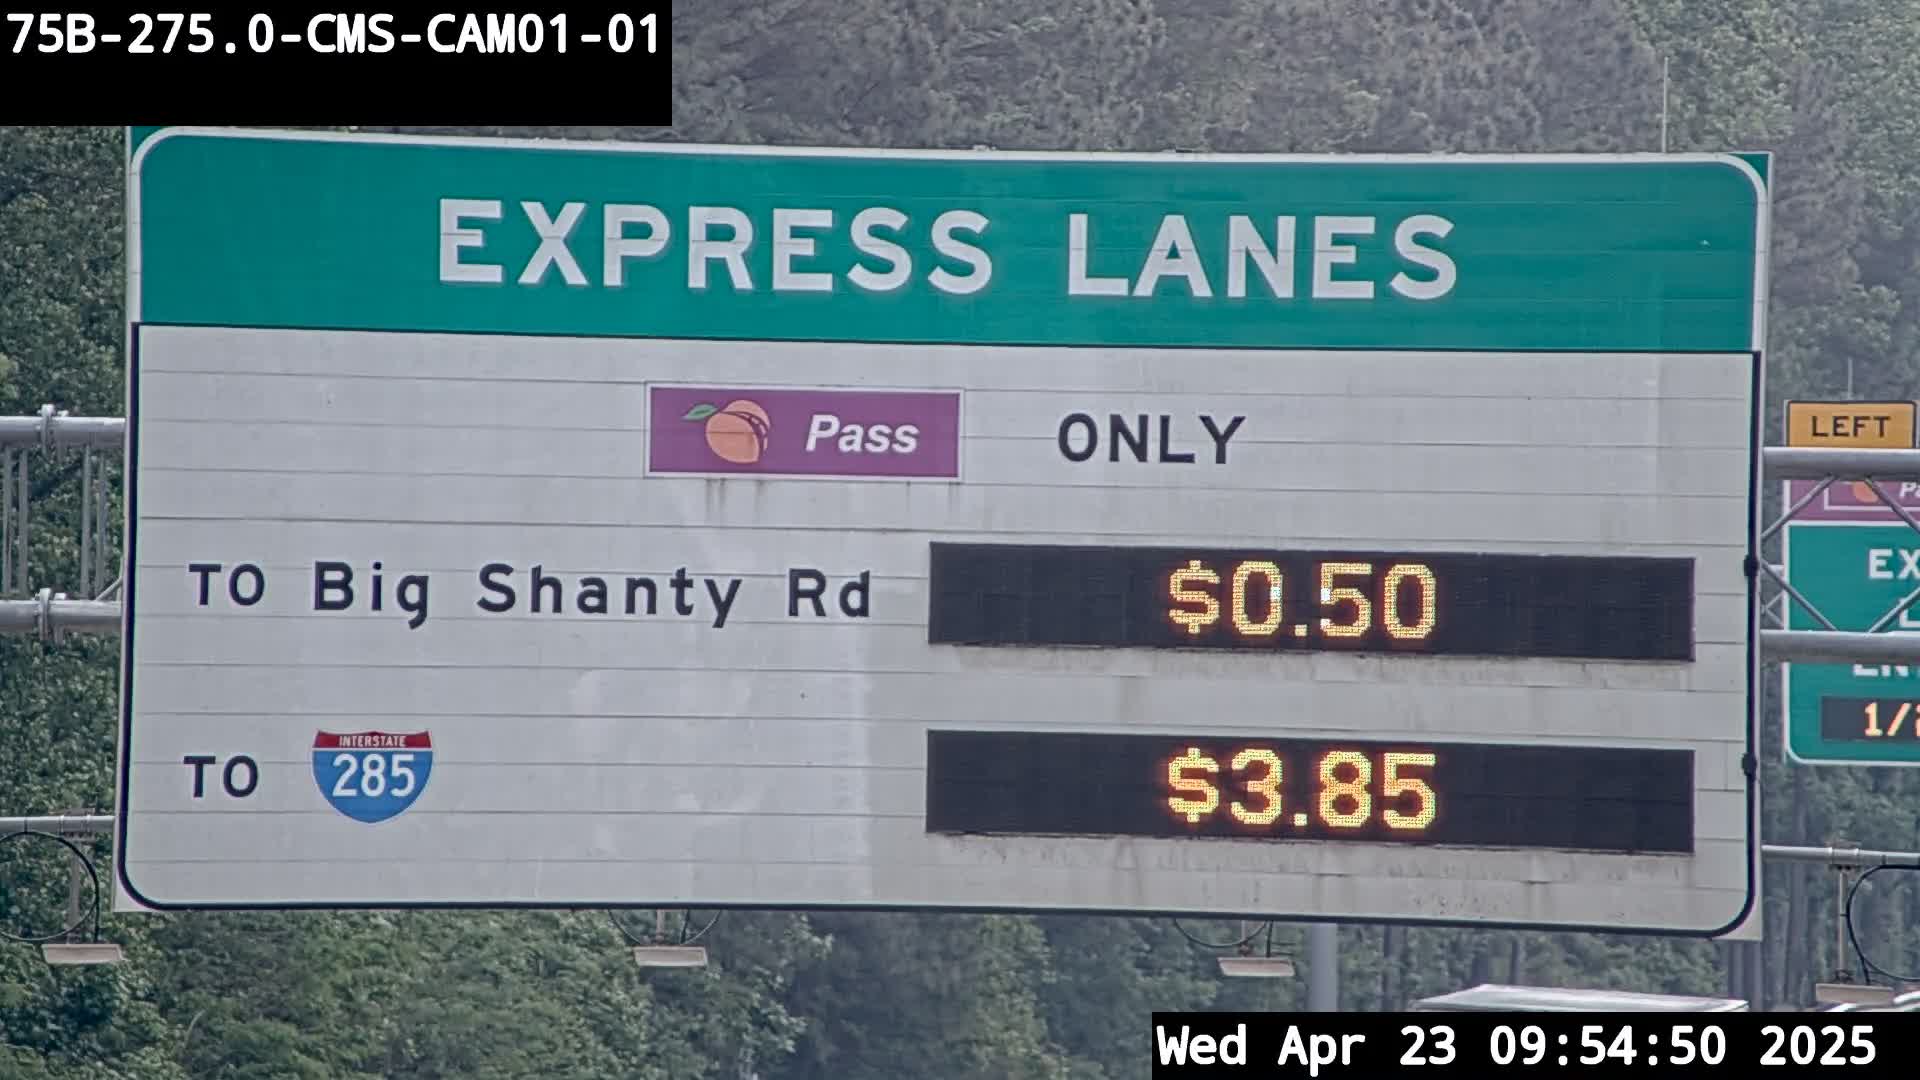 75B-275.0-CMS-CAM01-01
EXPRESS LANES
Pass ONLY
LEFT
TO Big Shanty Rd $0.50
TO INTERSTATE 285 $3.85
Wed Apr 23 09:54:50 2025